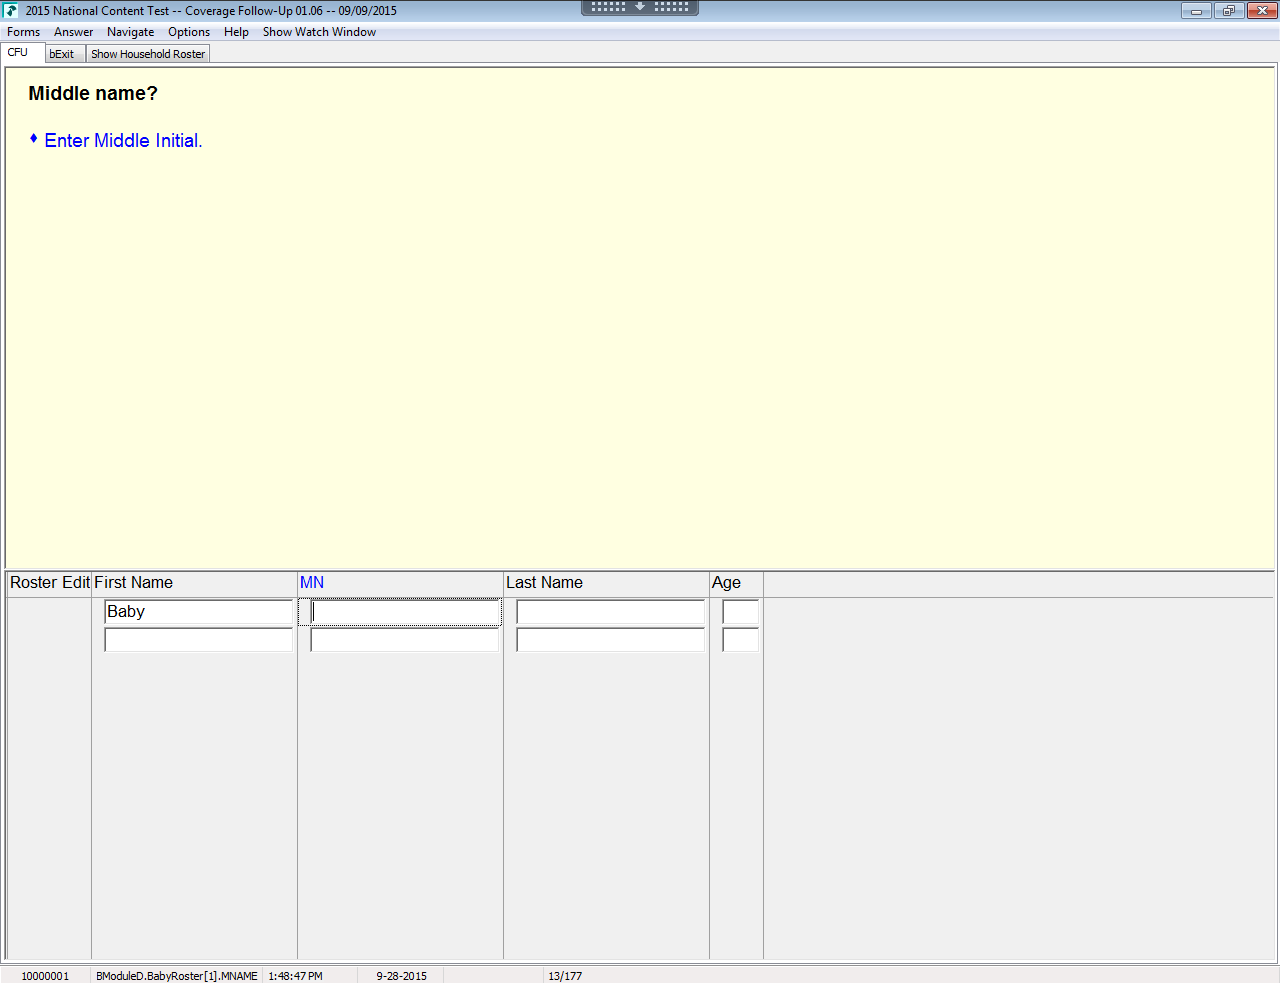 2015 National Content Test -- Coverage Follow-Up 01.06 -- 09/09/2015
Forms Answer Navigate Options Help Show Watch Window
CFU bExit Show Household Roster
Middle name?
♦ Enter Middle Initial.
Roster Edit First Name MN Last Name Age
Baby
10000001 BModuleD.BabyRoster[1].MNAME 1:48:47 PM 9-28-2015 13/177